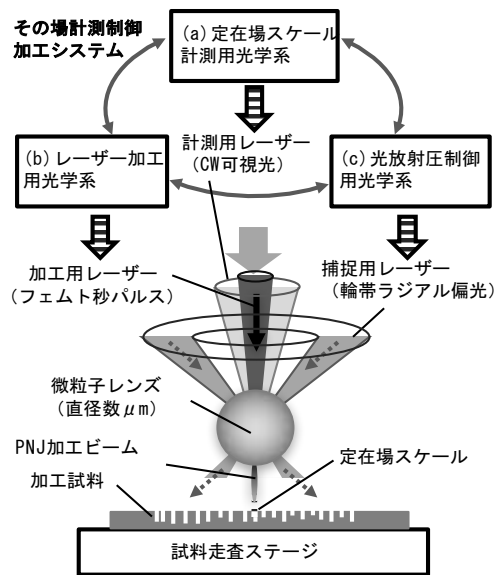 その場計測制御
加工システム
(a)定在場スケール
計測用光学系
計測用レーザー
(CW可視光)
(b)レーザー加工
用光学系
(c)光放射圧制御
用光学系
加工用レーザー
(フェムト秒パルス)
捕捉用レーザー
(輪帯ラジアル偏光)
微粒子レンズ
(直径数μm)
PNJ加工ビーム
加工試料
定在場スケール
試料走査ステージ